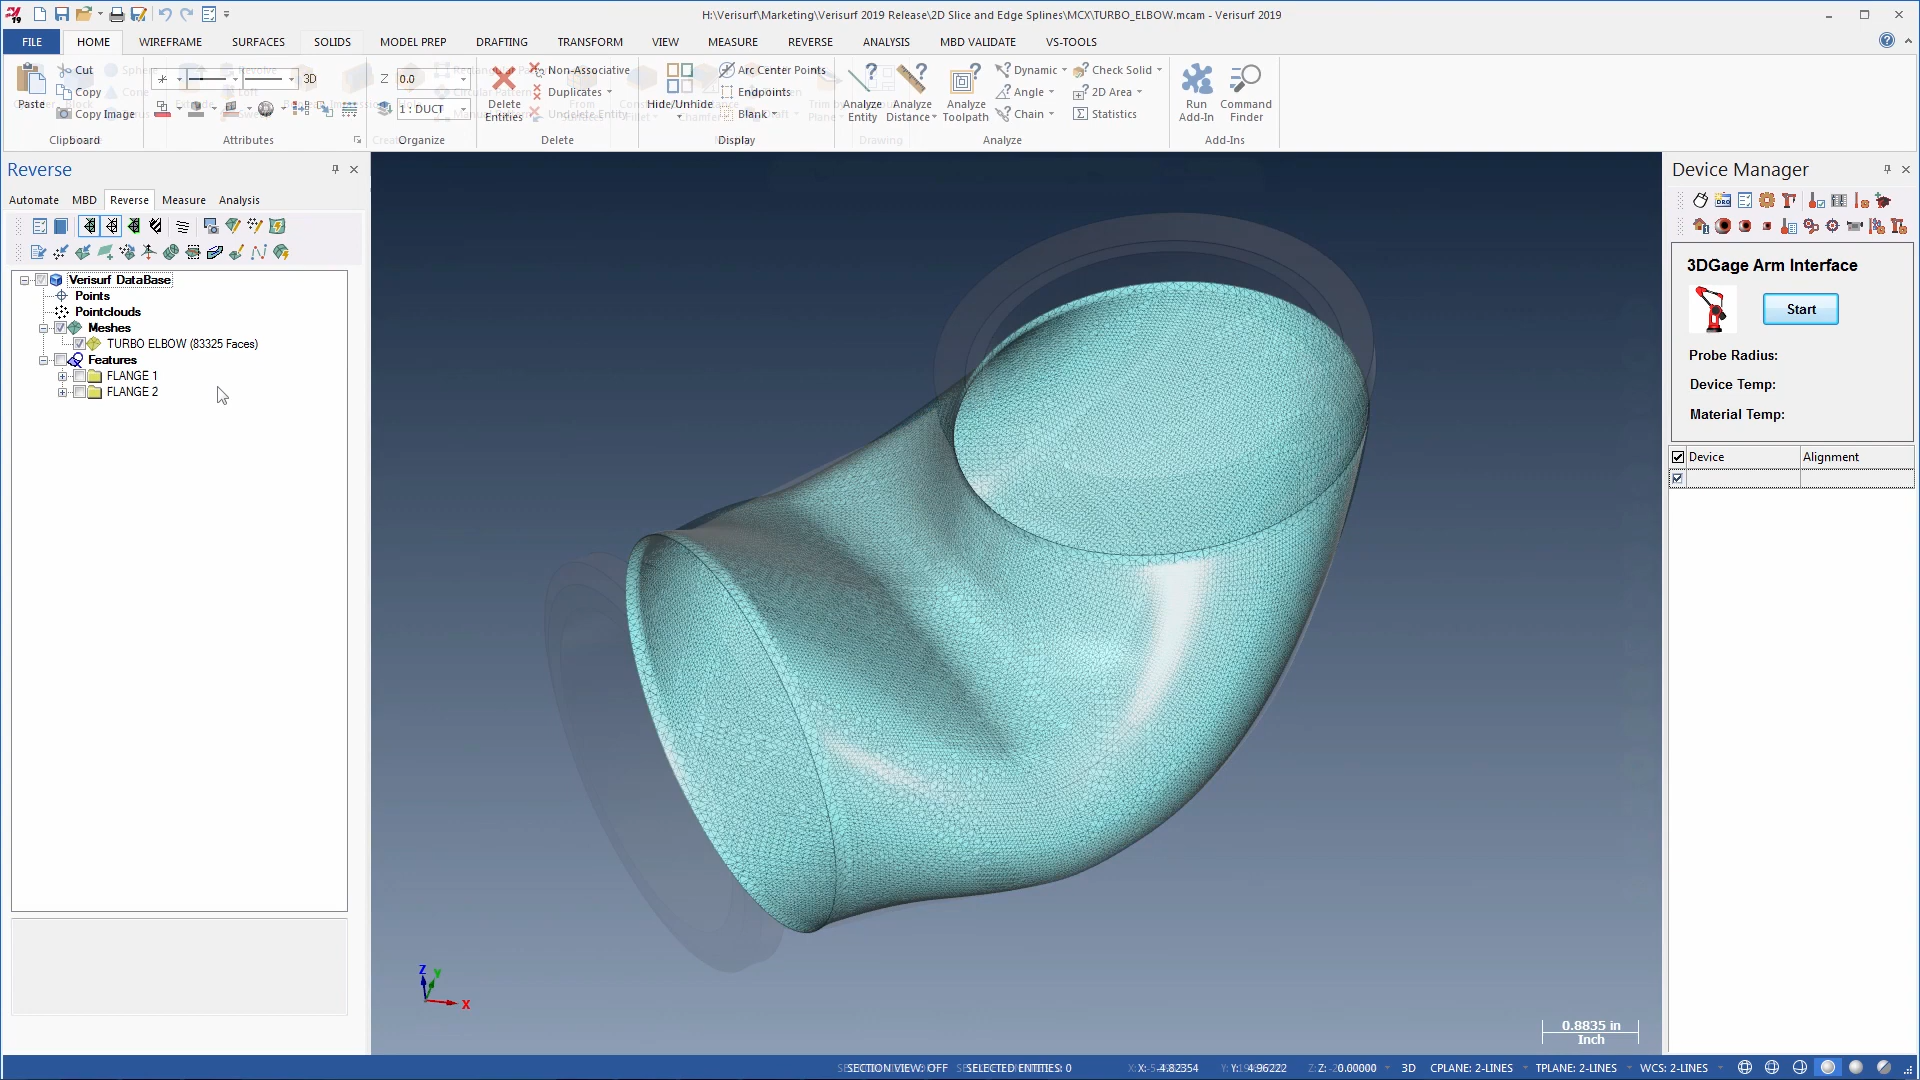 H:\Verisurf\Marketing\Verisurf 2019 Release\2D Slice and Edge Splines\MCX\TURBO_ELBOW.mcam - Verisurf 2019
FILE HOME WIREFRAME SURFACES SOLIDS MODEL PREP DRAFTING TRANSFORM VIEW MEASURE REVERSE ANALYSIS MBD VALIDATE VS-TOOLS
Paste
Cut
Copy
Copy Image
Clipboard
3D
Attributes
Z 0.0
1 : DUCT
Organize
Delete Entities
Non-Associative
Duplicates
Undelete Entity
Delete
Hide/Unhide
Arc Center Points
Endpoints
Blank
Display
Analyze Entity
Analyze Distance
Analyze Toolpath
Dynamic
Angle
Chain
Check Solid
2D Area
Statistics
Analyze
Run Add-In
Command Finder
Add-Ins
Reverse
Automate MBD Reverse Measure Analysis
Verisurf DataBase
Points
Pointclouds
Meshes
TURBO ELBOW (83325 Faces)
Features
FLANGE 1
FLANGE 2
Z
Y
X
0.8835 in
Inch
Device Manager
3DGage Arm Interface
Start
Probe Radius:
Device Temp:
Material Temp:
Device Alignment
SECTION VIEW: OFF SELECTED ENTITIES: 0 X: -4.82354 Y: 4.96222 Z: 0.00000 3D CPLANE: 2-LINES TPLANE: 2-LINES WCS: 2-LINES